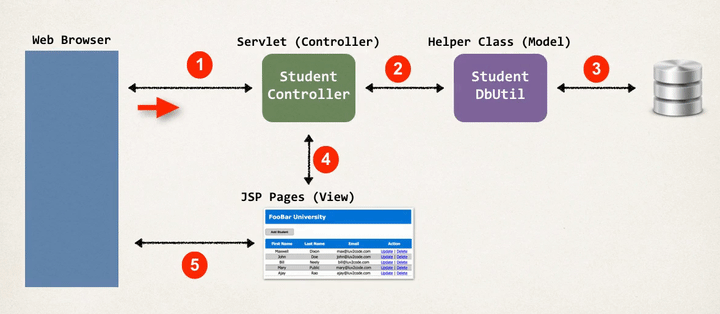 Web Browser
Servlet (Controller)
Helper Class (Model)
1
2
3
Student
Controller
Student
DbUtil
4
JSP Pages (View)
FooBar University
Add Student
First Name Last Name Email Action
Maxwell Dixon max@luv2code.com Update | Delete
John Doe john@luv2code.com Update | Delete
Bill Neely bill@luv2code.com Update | Delete
Mary Public mary@luv2code.com Update | Delete
Ajay Rao ajay@luv2code.com Update | Delete
5